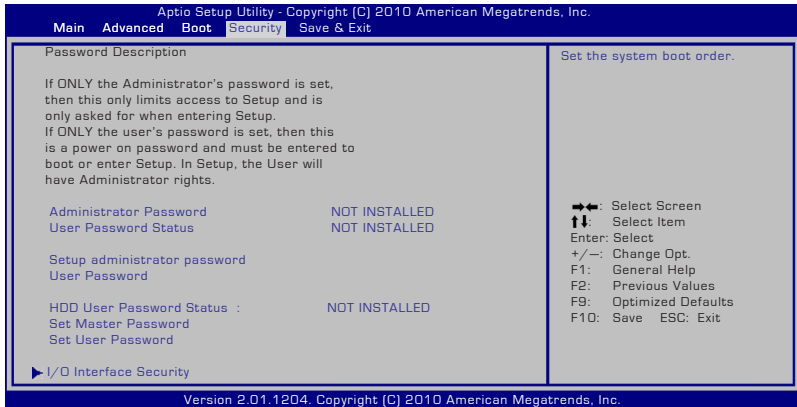 Aptio Setup Utility - Copyright (C) 2010 American Megatrends, Inc.
Main Advanced Boot Security Save & Exit
Password Description
If ONLY the Administrator's password is set,
then this only limits access to Setup and is
only asked for when entering Setup.
If ONLY the user's password is set, then this
is a power on password and must be entered to
boot or enter Setup. In Setup, the User will
have Administrator rights.
Administrator Password NOT INSTALLED
User Password Status NOT INSTALLED
Setup administrator password
User Password
HDD User Password Status : NOT INSTALLED
Set Master Password
Set User Password
I/O Interface Security
Set the system boot order.
→←: Select Screen
↑↓: Select Item
Enter: Select
+/−: Change Opt.
F1: General Help
F2: Previous Values
F9: Optimized Defaults
F10: Save ESC: Exit
Version 2.01.1204. Copyright (C) 2010 American Megatrends, Inc.